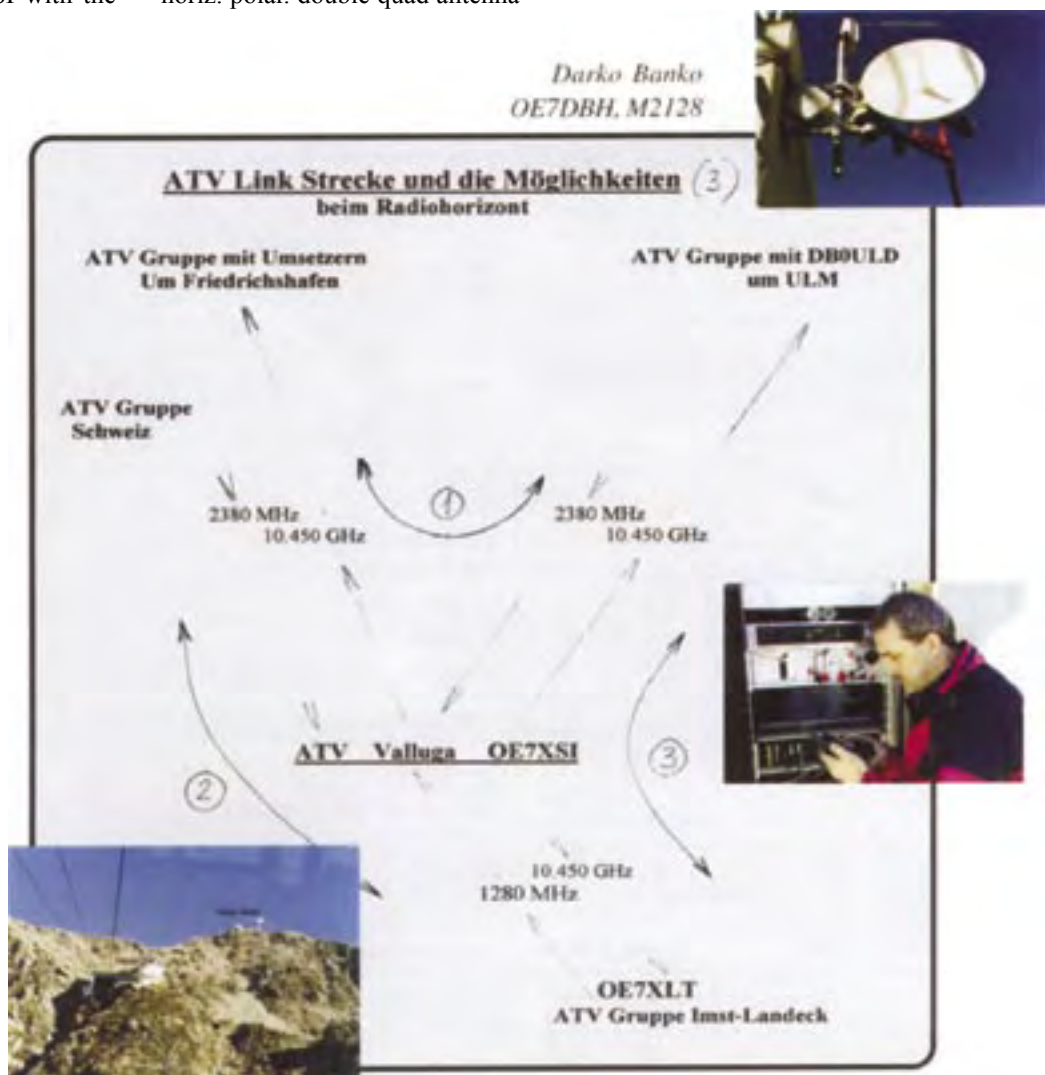 with the horiz. polar. double quad antenna
Darko Banko
OE7DBH, M2128
ATV Link Strecke und die Möglichkeiten (3)
beim Radiohorizont
ATV Gruppe mit Umsetzern
Um Friedrichshafen
ATV Gruppe mit DB0ULD
um ULM
ATV Gruppe
Schweiz
1
2380 MHz
10.450 GHz
2380 MHz
10.450 GHz
ATV Valluga OE7XSI
2
3
10.450 GHz
1280 MHz
OE7XLT
ATV Gruppe Imst-Landeck